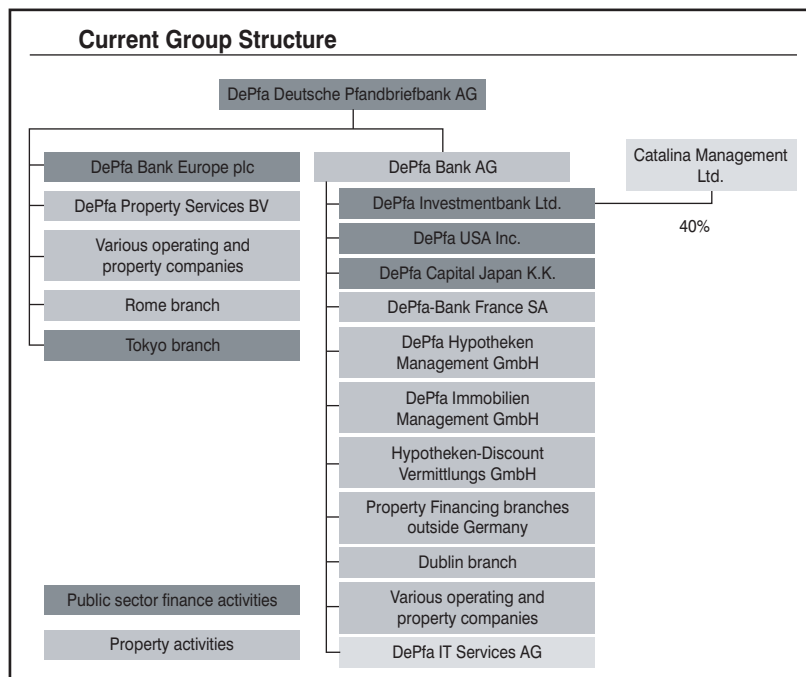 Current Group Structure
DePfa Deutsche Pfandbriefbank AG
DePfa Bank Europe plc
DePfa Property Services BV
Various operating and
property companies
Rome branch
Tokyo branch
DePfa Bank AG
DePfa Investmentbank Ltd.
DePfa USA Inc.
DePfa Capital Japan K.K.
DePfa-Bank France SA
DePfa Hypotheken
Management GmbH
DePfa Immobilien
Management GmbH
Hypotheken-Discount
Vermittlungs GmbH
Property Financing branches
outside Germany
Dublin branch
Various operating and
property companies
DePfa IT Services AG
Catalina Management
Ltd.
40%
Public sector finance activities
Property activities